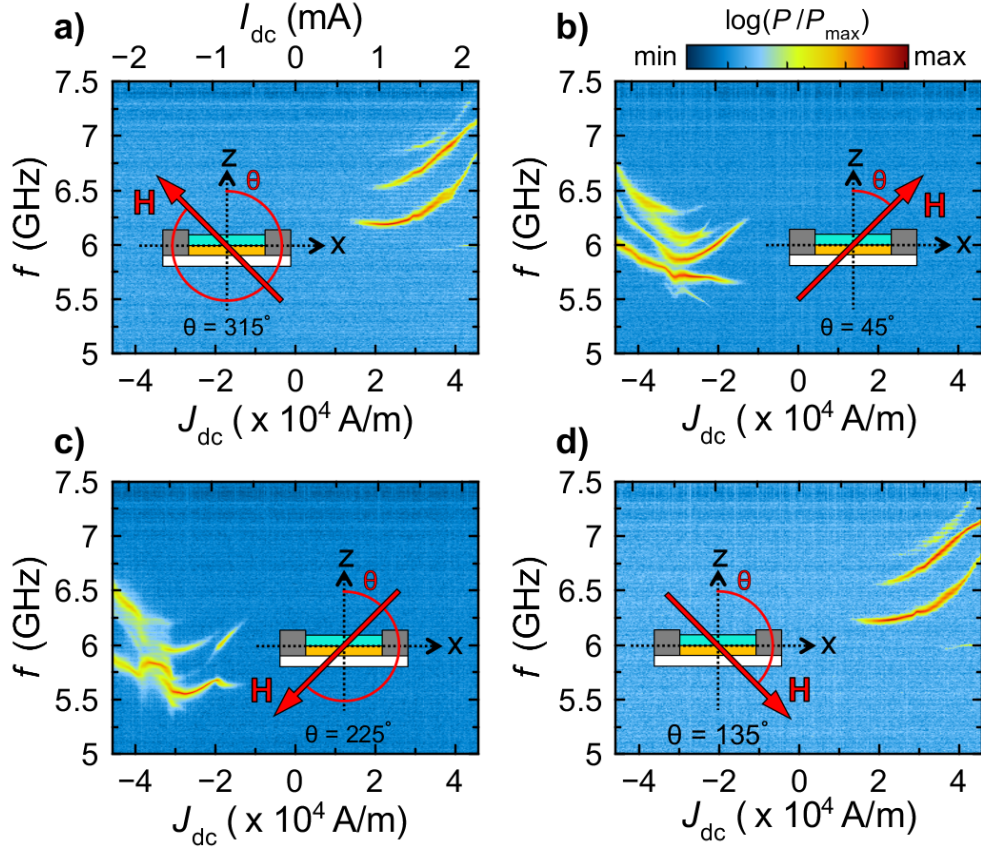 a)
I_dc (mA)
−2 −1 0 1 2
7.5
7
6.5
6
5.5
5
f (GHz)
H
z
θ
x
θ = 315°
−4 −2 0 2 4
J_dc ( x 10^4 A/m)
b)
log(P/P_max)
min max
7.5
7
6.5
6
5.5
5
f (GHz)
z
θ
H
x
θ = 45°
−4 −2 0 2 4
J_dc ( x 10^4 A/m)
c)
7.5
7
6.5
6
5.5
5
f (GHz)
z
θ
x
H
θ = 225°
−4 −2 0 2 4
J_dc ( x 10^4 A/m)
d)
7.5
7
6.5
6
5.5
5
f (GHz)
z
θ
x
H
θ = 135°
−4 −2 0 2 4
J_dc ( x 10^4 A/m)